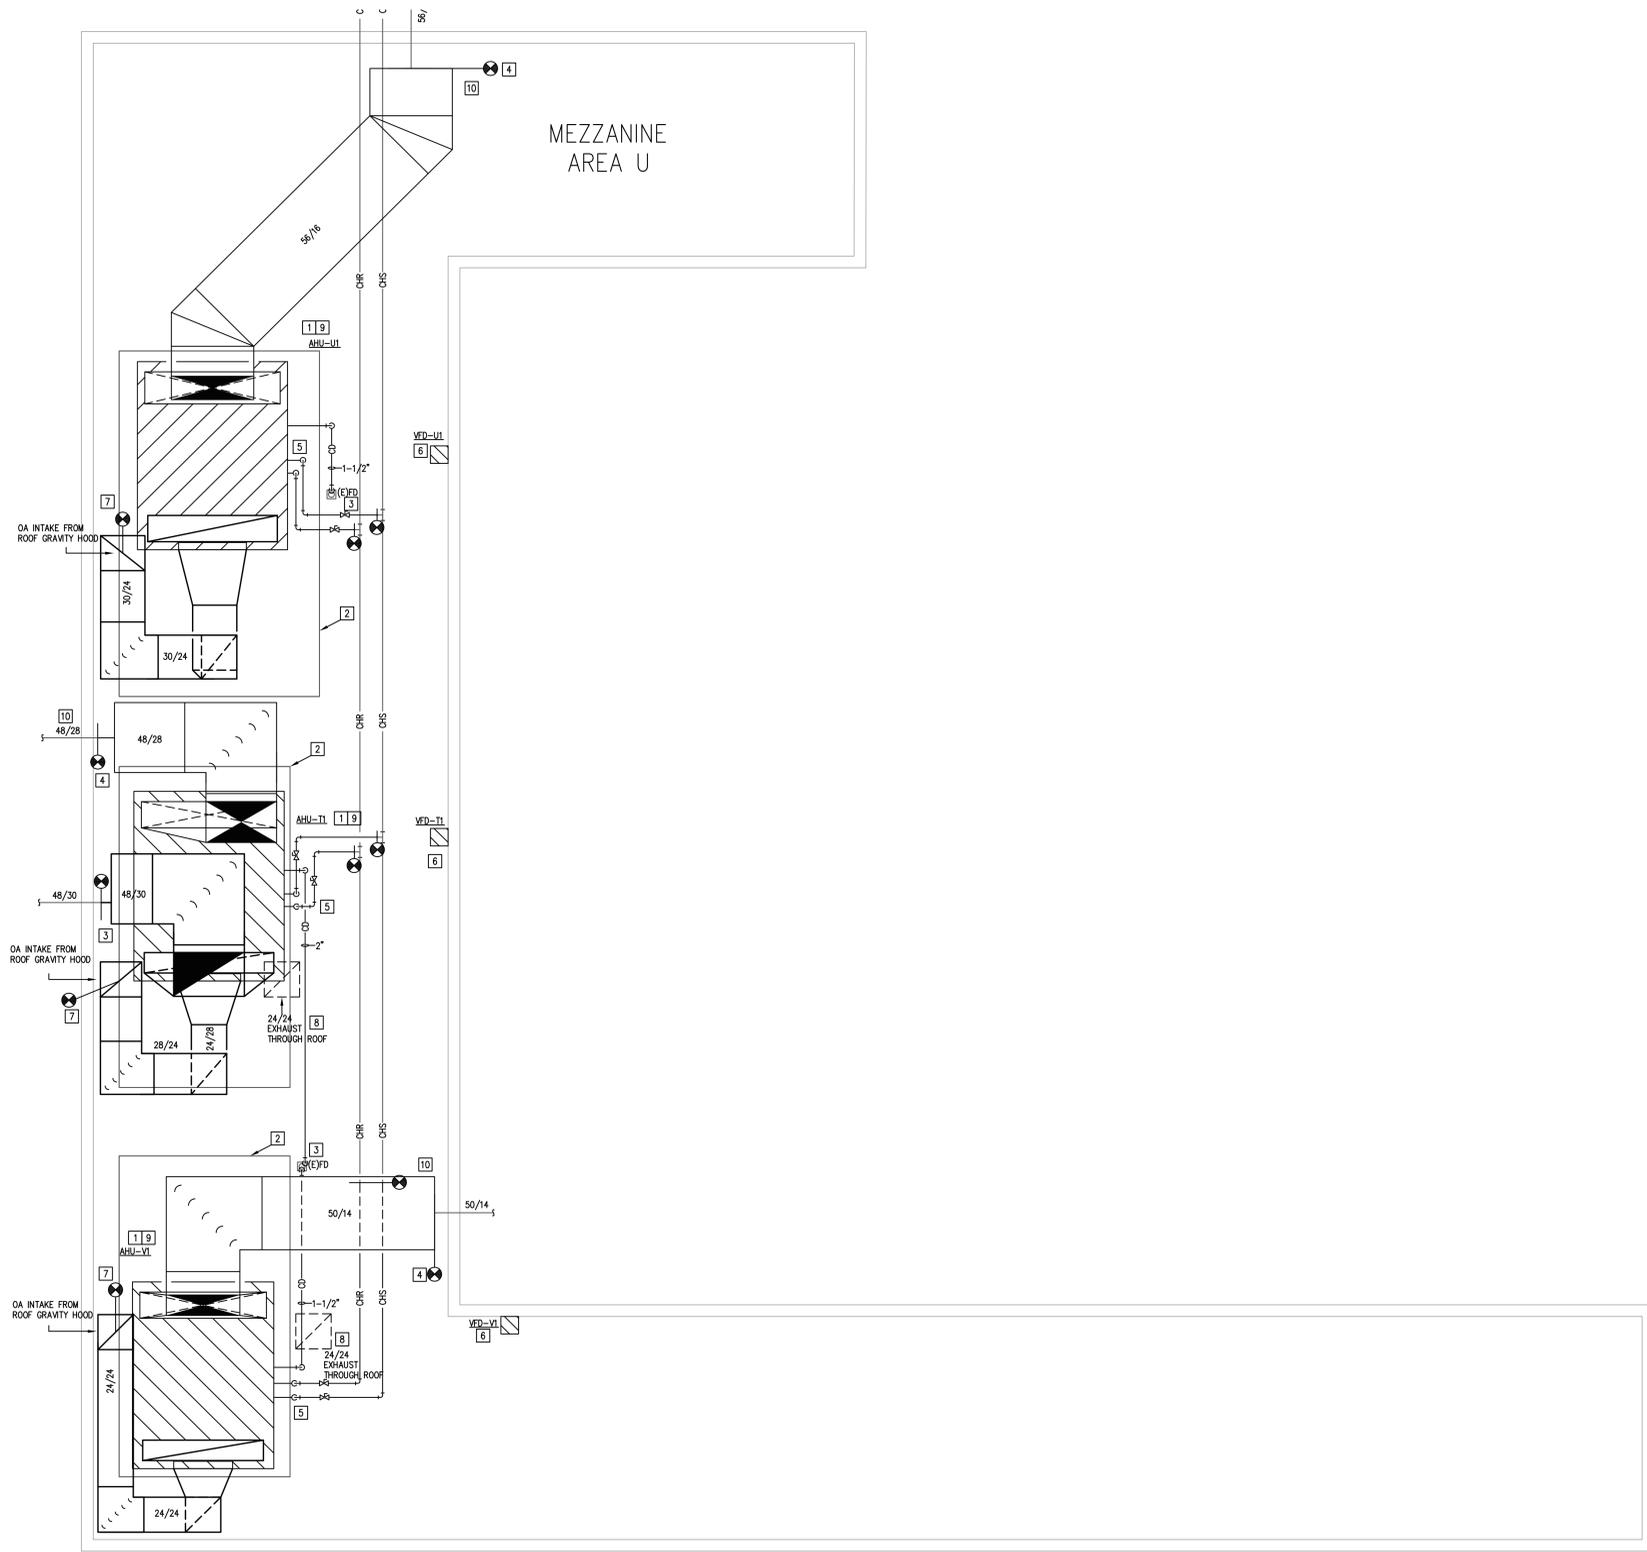 C
C
56/
4
10
MEZZANINE
AREA U
56/16
CHR
CHS
1 9
AHU-U1
VFD-U1
6
5
CD
1-1/2"
(E)FD
3
7
OA INTAKE FROM
ROOF GRAVITY HOOD
30/24
2
30/24
10
48/28
48/28
CHR
CHS
2
4
AHU-T1
1 9
VFD-T1
6
48/30
48/30
5
3
CD
2"
OA INTAKE FROM
ROOF GRAVITY HOOD
7
24/24
EXHAUST
THROUGH ROOF
8
24/28
28/24
CHR
CHS
2
3
(E)FD
10
50/14
50/14
1 9
AHU-V1
7
4
CD
CHR
CHS
1-1/2"
OA INTAKE FROM
ROOF GRAVITY HOOD
VFD-V1
6
8
24/24
EXHAUST
THROUGH ROOF
24/24
5
24/24